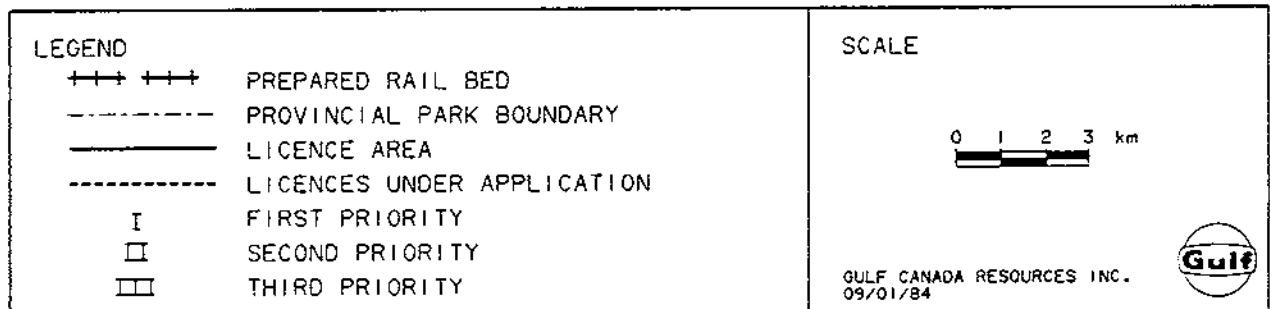 LEGEND
PREPARED RAIL BED
PROVINCIAL PARK BOUNDARY
LICENCE AREA
LICENCES UNDER APPLICATION
I FIRST PRIORITY
II SECOND PRIORITY
III THIRD PRIORITY
SCALE
0 1 2 3 km
GULF CANADA RESOURCES INC.
09/01/84
Gulf